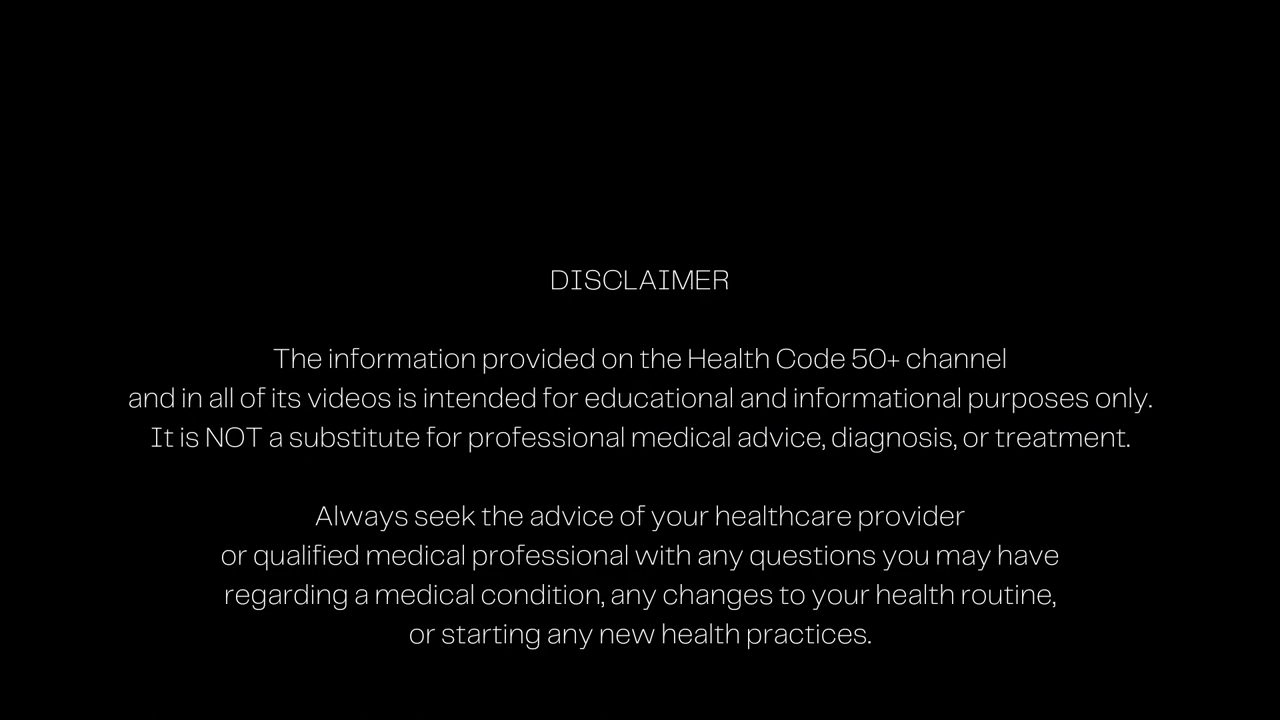 DISCLAIMER
The information provided on the Health Code 50+ channel
and in all of its videos is intended for educational and informational purposes only.
It is NOT a substitute for professional medical advice, diagnosis, or treatment.
Always seek the advice of your healthcare provider
or qualified medical professional with any questions you may have
regarding a medical condition, any changes to your health routine,
or starting any new health practices.